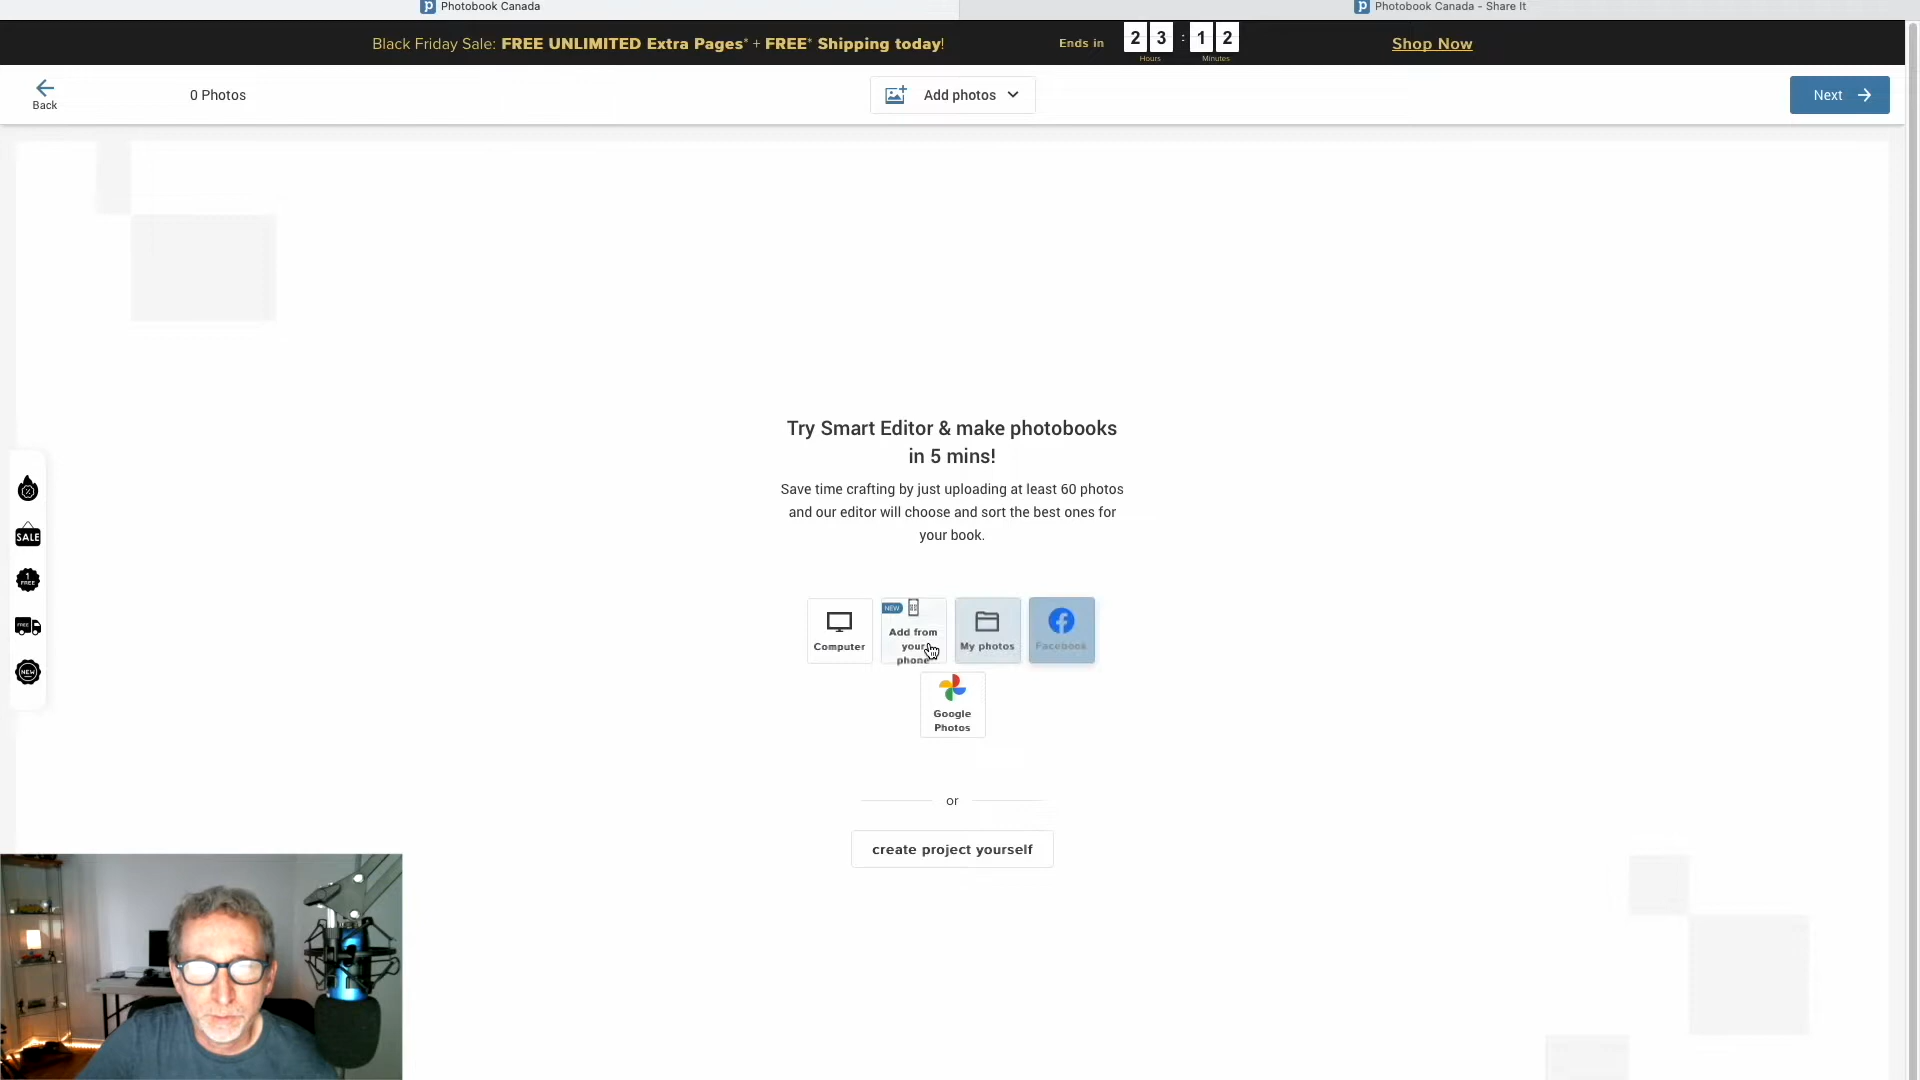 Photobook Canada
Photobook Canada - Share It
Black Friday Sale: FREE UNLIMITED Extra Pages* + FREE* Shipping today!
Ends in
2 3 : 1 2
Hours
Minutes
Shop Now
Back
0 Photos
Add photos
Next
Try Smart Editor & make photobooks
in 5 mins!
Save time crafting by just uploading at least 60 photos
and our editor will choose and sort the best ones for
your book.
SALE
1
FREE
FREE
NEW
Computer
NEW
Add from
your
phone
My photos
Facebook
Google
Photos
or
create project yourself